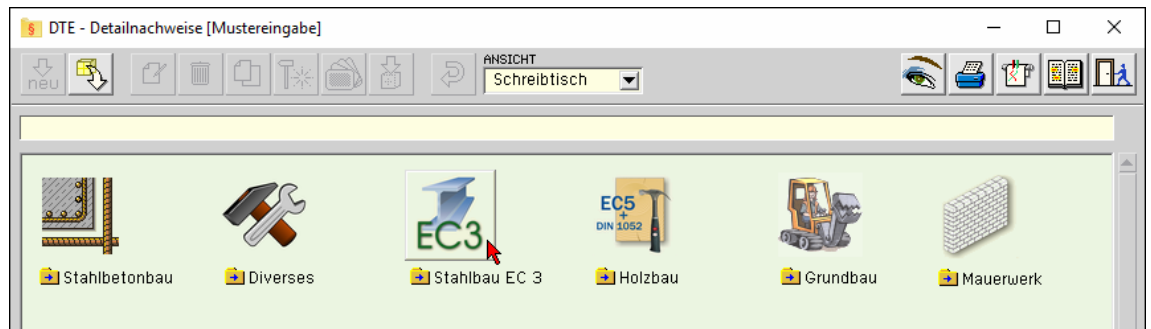 § DTE - Detailnachweise [Mustereingabe]
neu
ANSICHT
Schreibtisch
EC3
EC5
+
DIN 1052
Stahlbetonbau
Diverses
Stahlbau EC 3
Holzbau
Grundbau
Mauerwerk